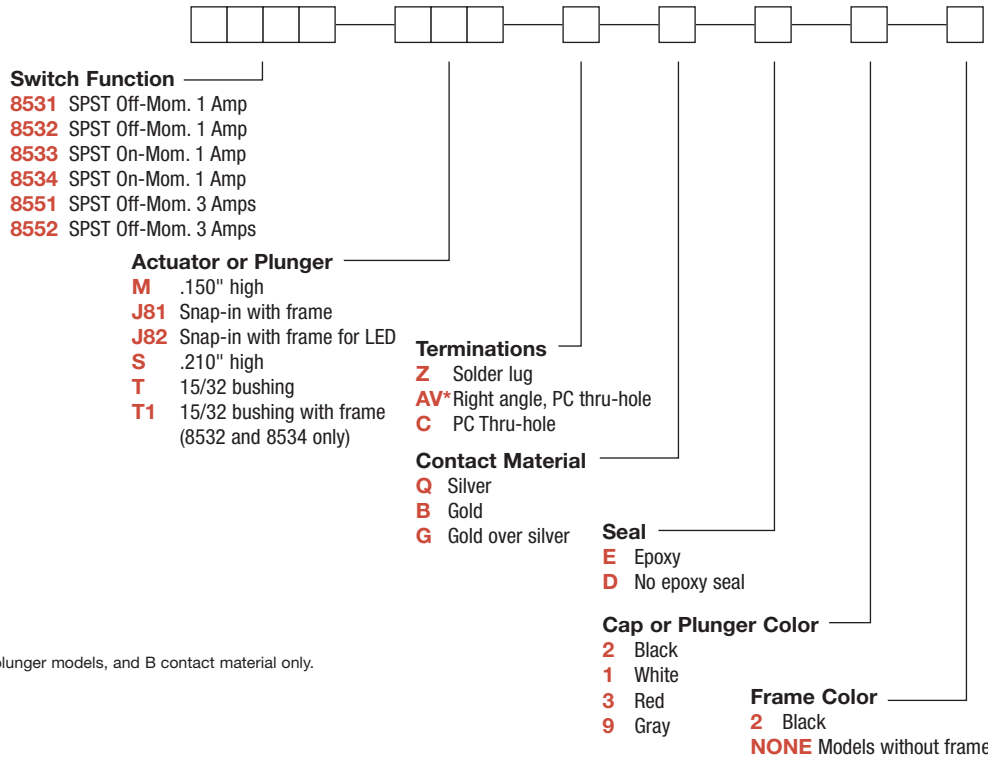 Switch Function
8531 SPST Off-Mom. 1 Amp
8532 SPST Off-Mom. 1 Amp
8533 SPST On-Mom. 1 Amp
8534 SPST On-Mom. 1 Amp
8551 SPST Off-Mom. 3 Amps
8552 SPST Off-Mom. 3 Amps
Actuator or Plunger
M .150" high
J81 Snap-in with frame
J82 Snap-in with frame for LED
S .210" high
T 15/32 bushing
T1 15/32 bushing with frame
(8532 and 8534 only)
Terminations
Z Solder lug
AV* Right angle, PC thru-hole
C PC Thru-hole
Contact Material
Q Silver
B Gold
G Gold over silver
Seal
E Epoxy
D No epoxy seal
Cap or Plunger Color
2 Black
1 White
3 Red
9 Gray
Frame Color
2 Black
NONE Models without frame
plunger models, and B contact material only.